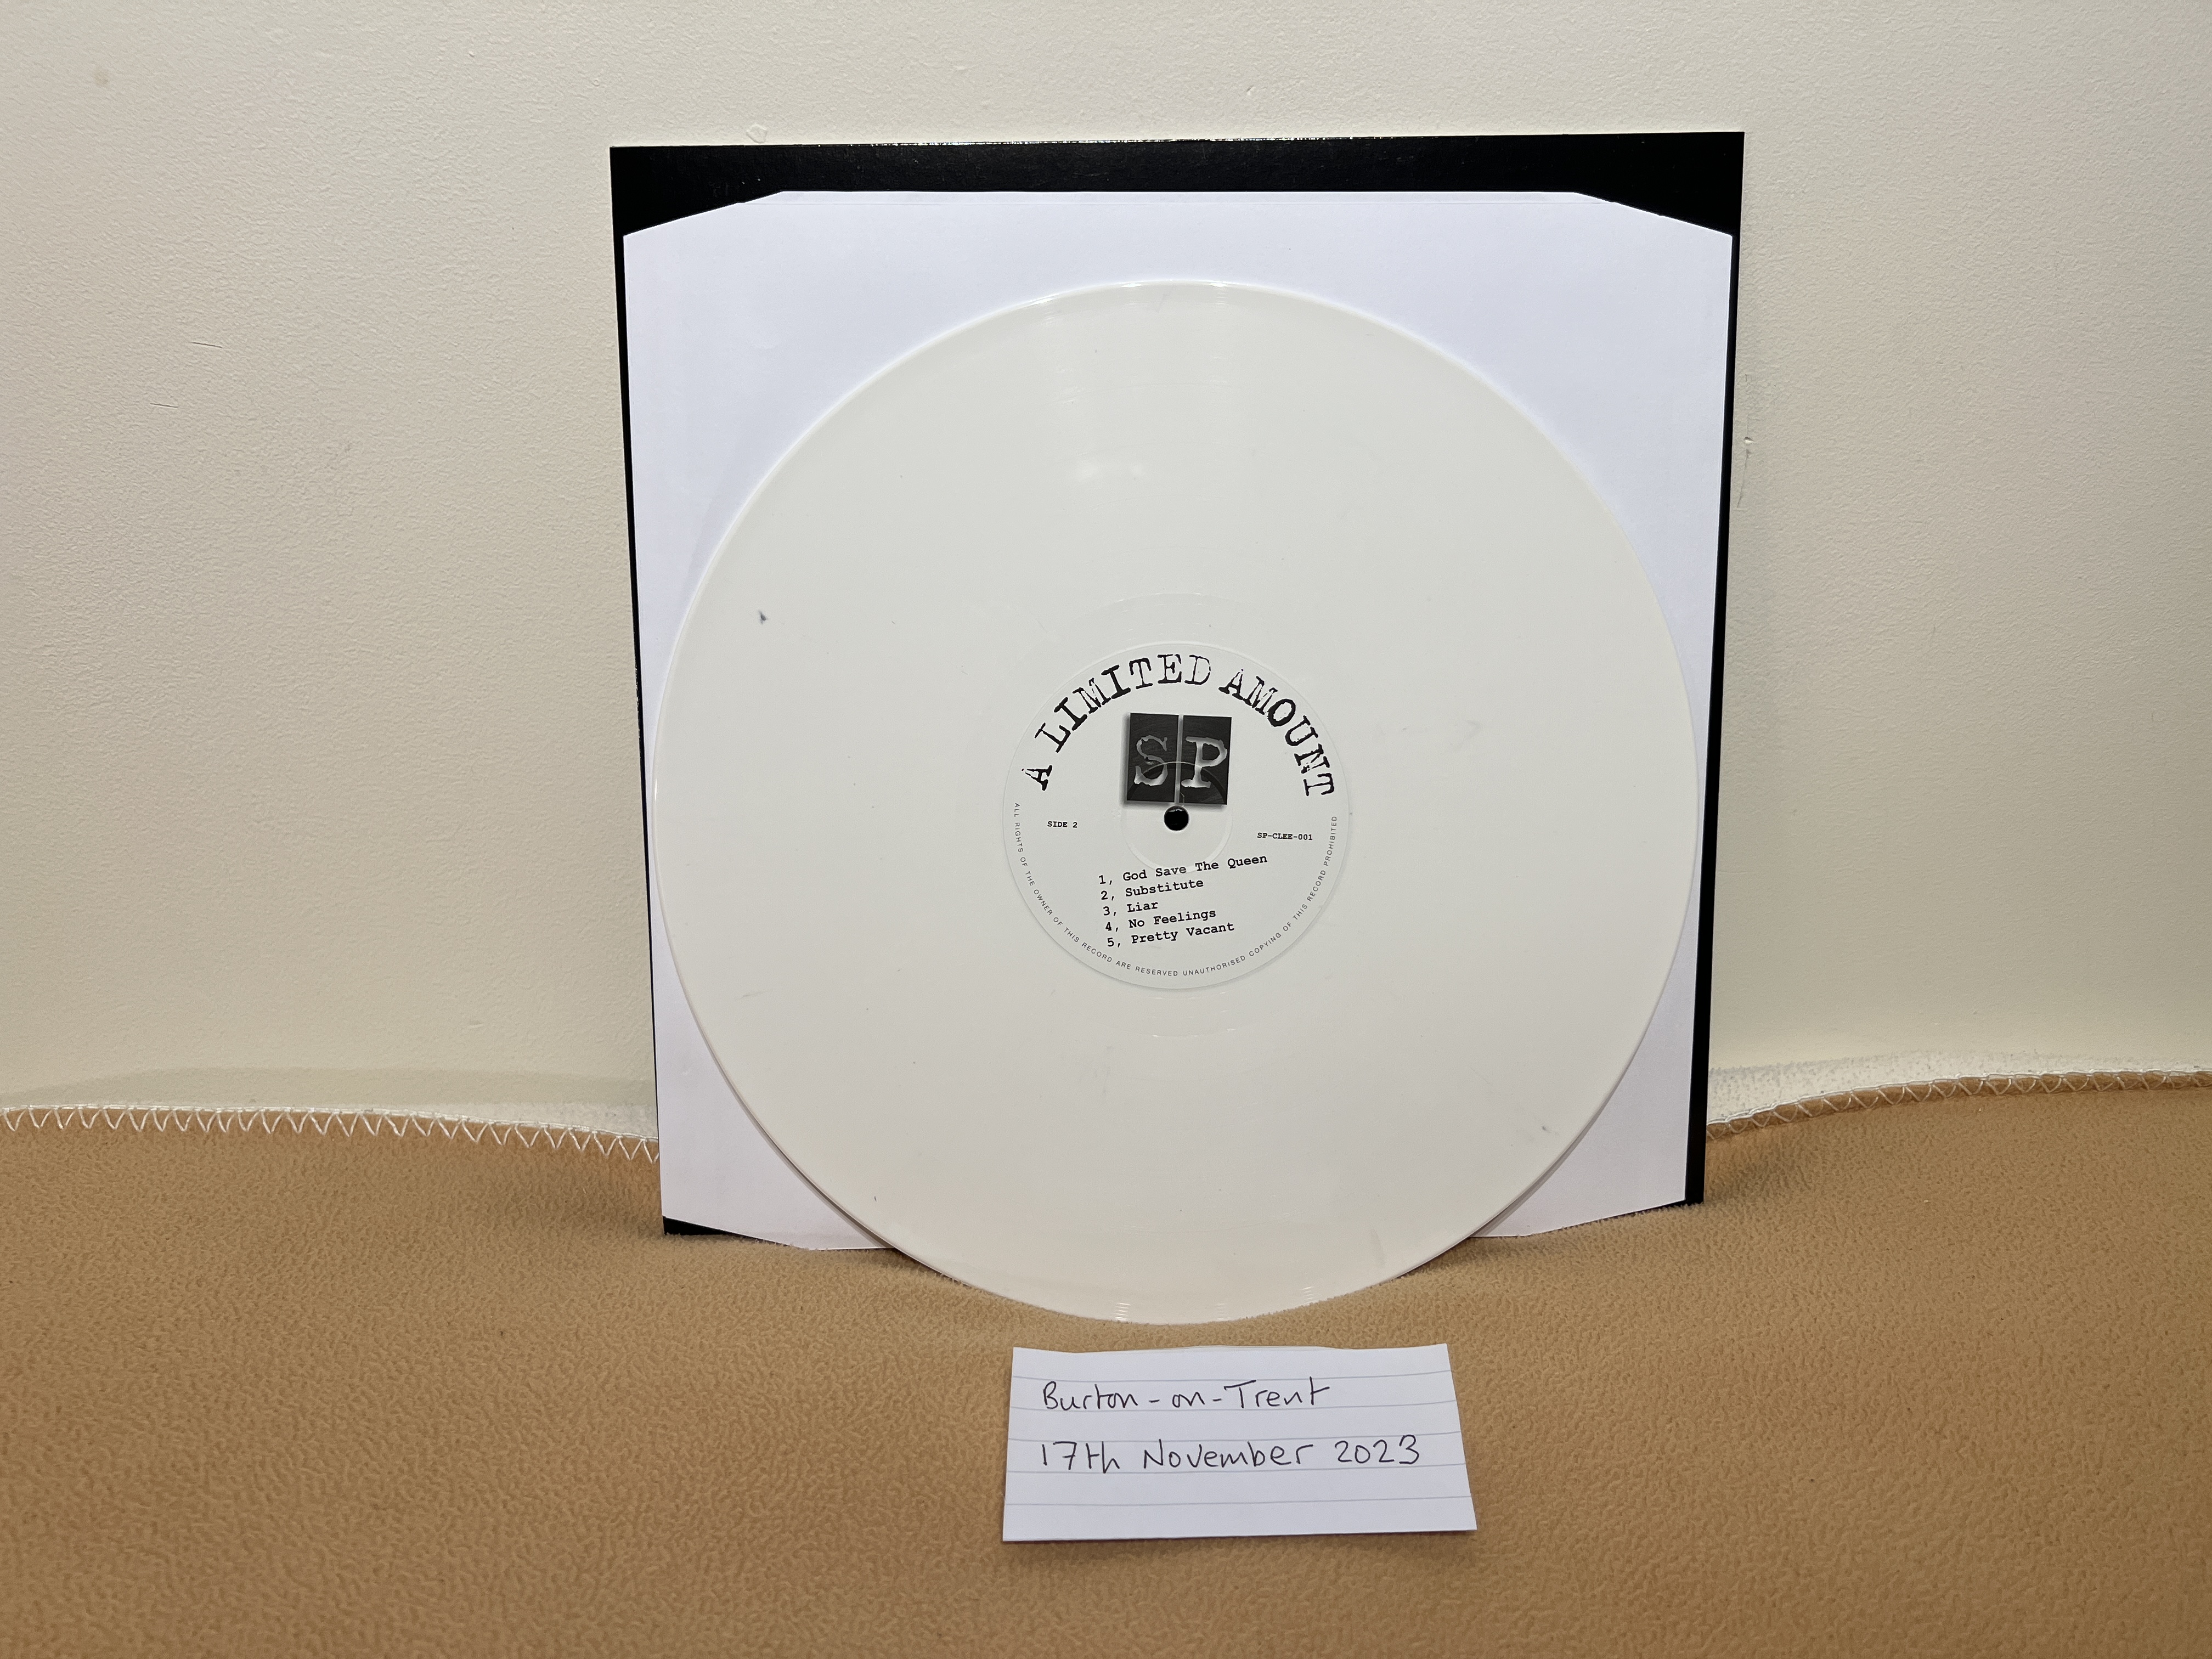 A LIMITED AMOUNT
SP
SIDE 2
SP-CLEE-001
1, God Save The Queen
2, Substitute
3, Liar
4, No Feelings
5, Pretty Vacant
ALL RIGHTS OF THE OWNER OF THIS RECORD ARE RESERVED UNAUTHORISED COPYING OF THIS RECORD PROHIBITED
Burton-on-Trent
17th November 2023